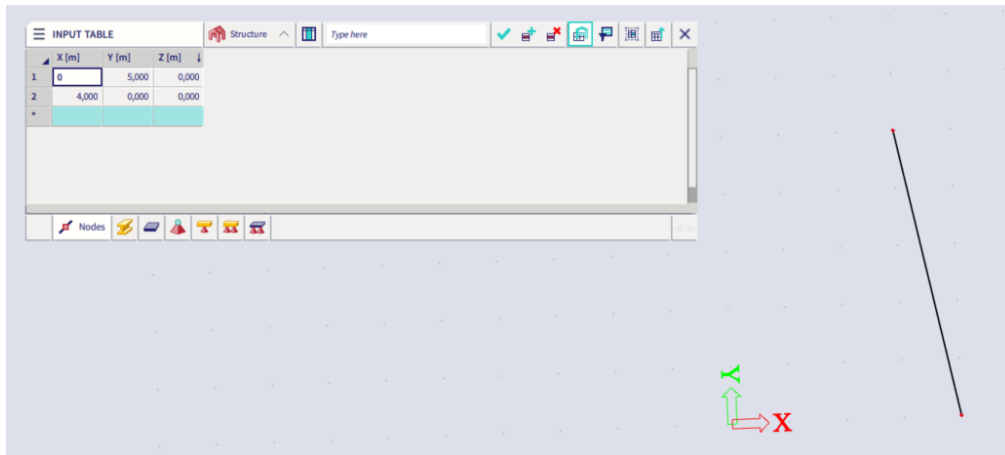 INPUT TABLE Structure Type here
X [m] Y [m] Z [m]
1 0 5,000 0,000
2 4,000 0,000 0,000
*
Nodes
Y
X